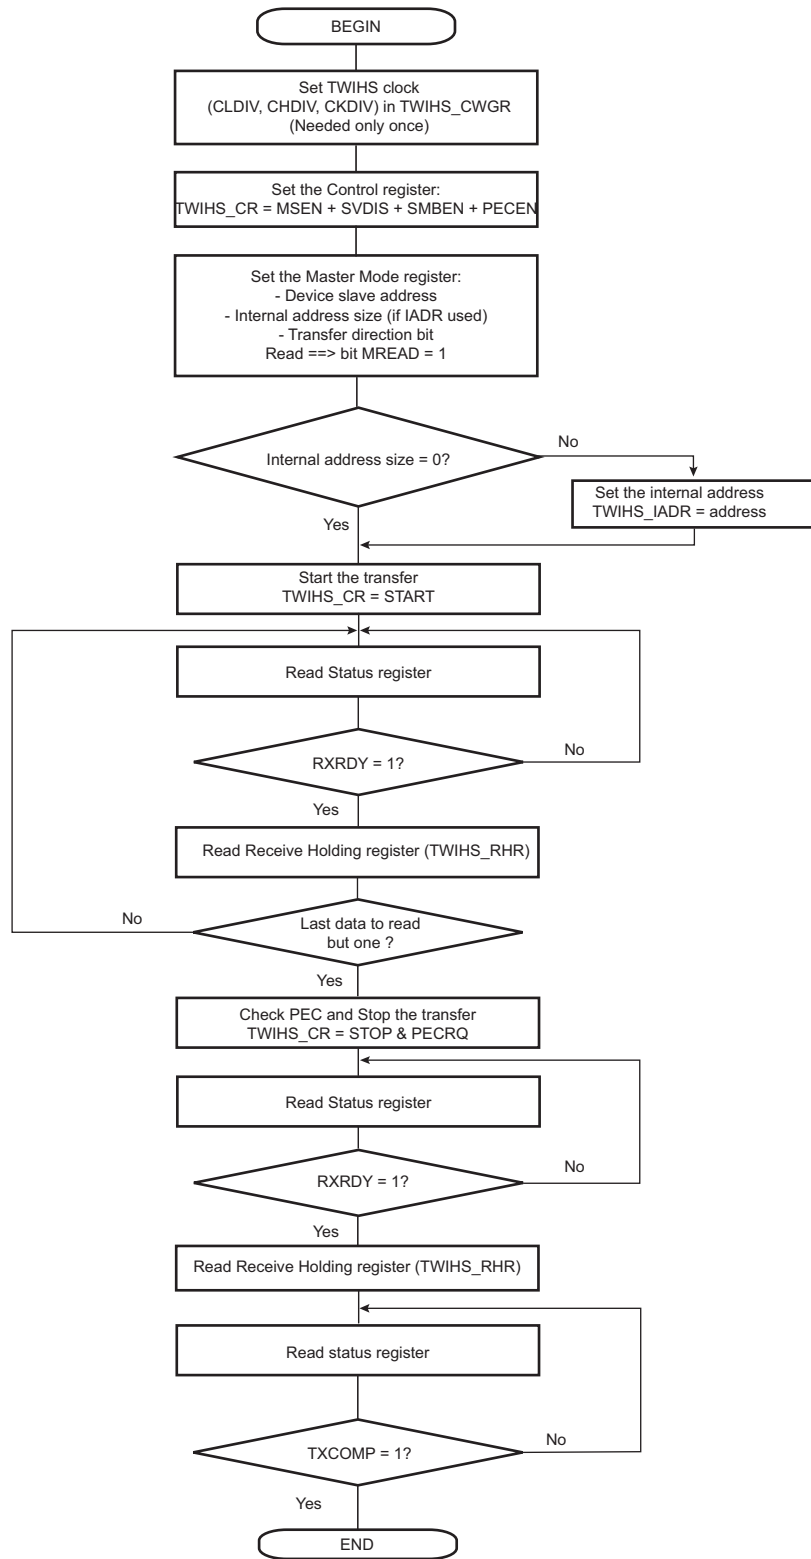 BEGIN
Set TWIHS clock
(CLDIV, CHDIV, CKDIV) in TWIHS_CWGR
(Needed only once)
Set the Control register:
TWIHS_CR = MSEN + SVDIS + SMBEN + PECEN
Set the Master Mode register:
- Device slave address
- Internal address size (if IADR used)
- Transfer direction bit
Read ==> bit MREAD = 1
Internal address size = 0?
No
Set the internal address
TWIHS_IADR = address
Yes
Start the transfer
TWIHS_CR = START
Read Status register
RXRDY = 1?
No
Yes
Read Receive Holding register (TWIHS_RHR)
No
Last data to read
but one ?
Yes
Check PEC and Stop the transfer
TWIHS_CR = STOP & PECRQ
Read Status register
RXRDY = 1?
No
Yes
Read Receive Holding register (TWIHS_RHR)
Read status register
TXCOMP = 1?
No
Yes
END